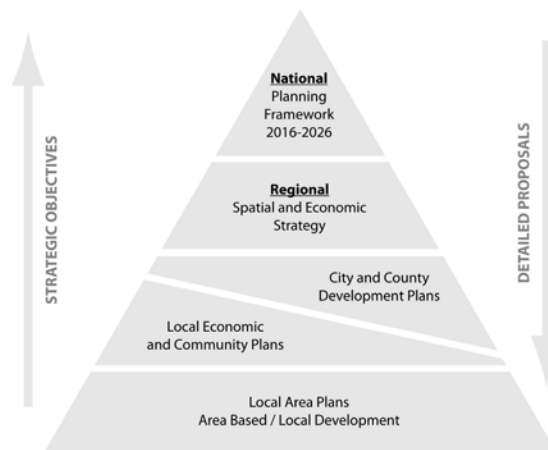 National
Planning
Framework
2016-2026
Regional
Spatial and Economic
Strategy
City and County
Development Plans
Local Economic
and Community Plans
Local Area Plans
Area Based / Local Development
STRATEGIC OBJECTIVES
DETAILED PROPOSALS